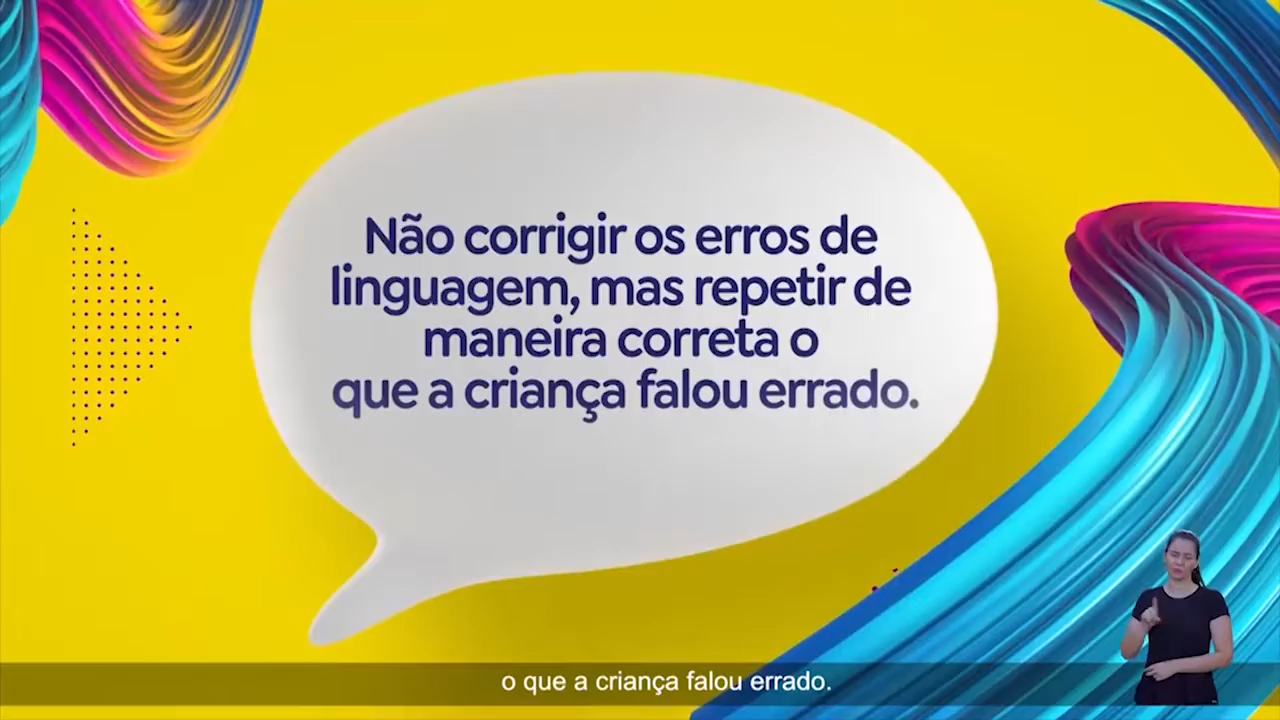 Não corrigir os erros de
linguagem, mas repetir de
maneira correta o
que a criança falou errado.
o que a criança falou errado.